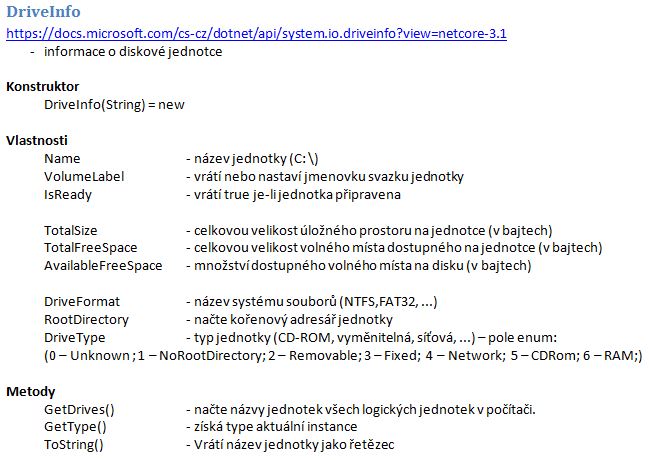 DriveInfo
https://docs.microsoft.com/cs-cz/dotnet/api/system.io.driveinfo?view=netcore-3.1
- informace o diskové jednotce
Konstruktor
DriveInfo(String) = new
Vlastnosti
Name - název jednotky (C:\)
VolumeLabel - vrátí nebo nastaví jmenovku svazku jednotky
IsReady - vrátí true je-li jednotka připravena
TotalSize - celkovou velikost úložného prostoru na jednotce (v bajtech)
TotalFreeSpace - celkovou velikost volného místa dostupného na jednotce (v bajtech)
AvailableFreeSpace - množství dostupného volného místa na disku (v bajtech)
DriveFormat - název systému souborů (NTFS,FAT32, ...)
RootDirectory - načte kořenový adresář jednotky
DriveType - typ jednotky (CD-ROM, vyměnitelná, síťová, ...) – pole enum:
(0 – Unknown ; 1 – NoRootDirectory; 2 – Removable; 3 – Fixed; 4 – Network; 5 – CDRom; 6 – RAM;)
Metody
GetDrives() - načte názvy jednotek všech logických jednotek v počítači.
GetType() - získá type aktuální instance
ToString() - Vrátí název jednotky jako řetězec